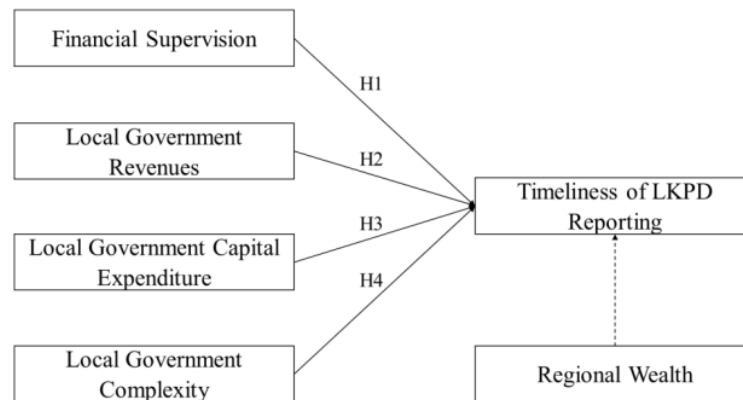 Financial Supervision
H1
Local Government
Revenues
H2
Timeliness of LKPD
Reporting
H3
Local Government Capital
Expenditure
H4
Local Government
Complexity
Regional Wealth